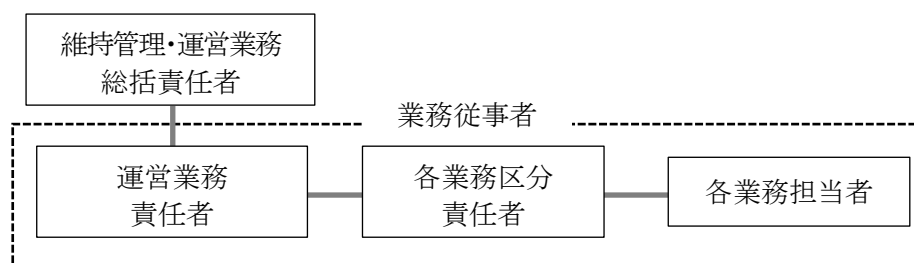 維持管理・運営業務
総括責任者
業務従事者
運営業務
責任者
各業務区分
責任者
各業務担当者